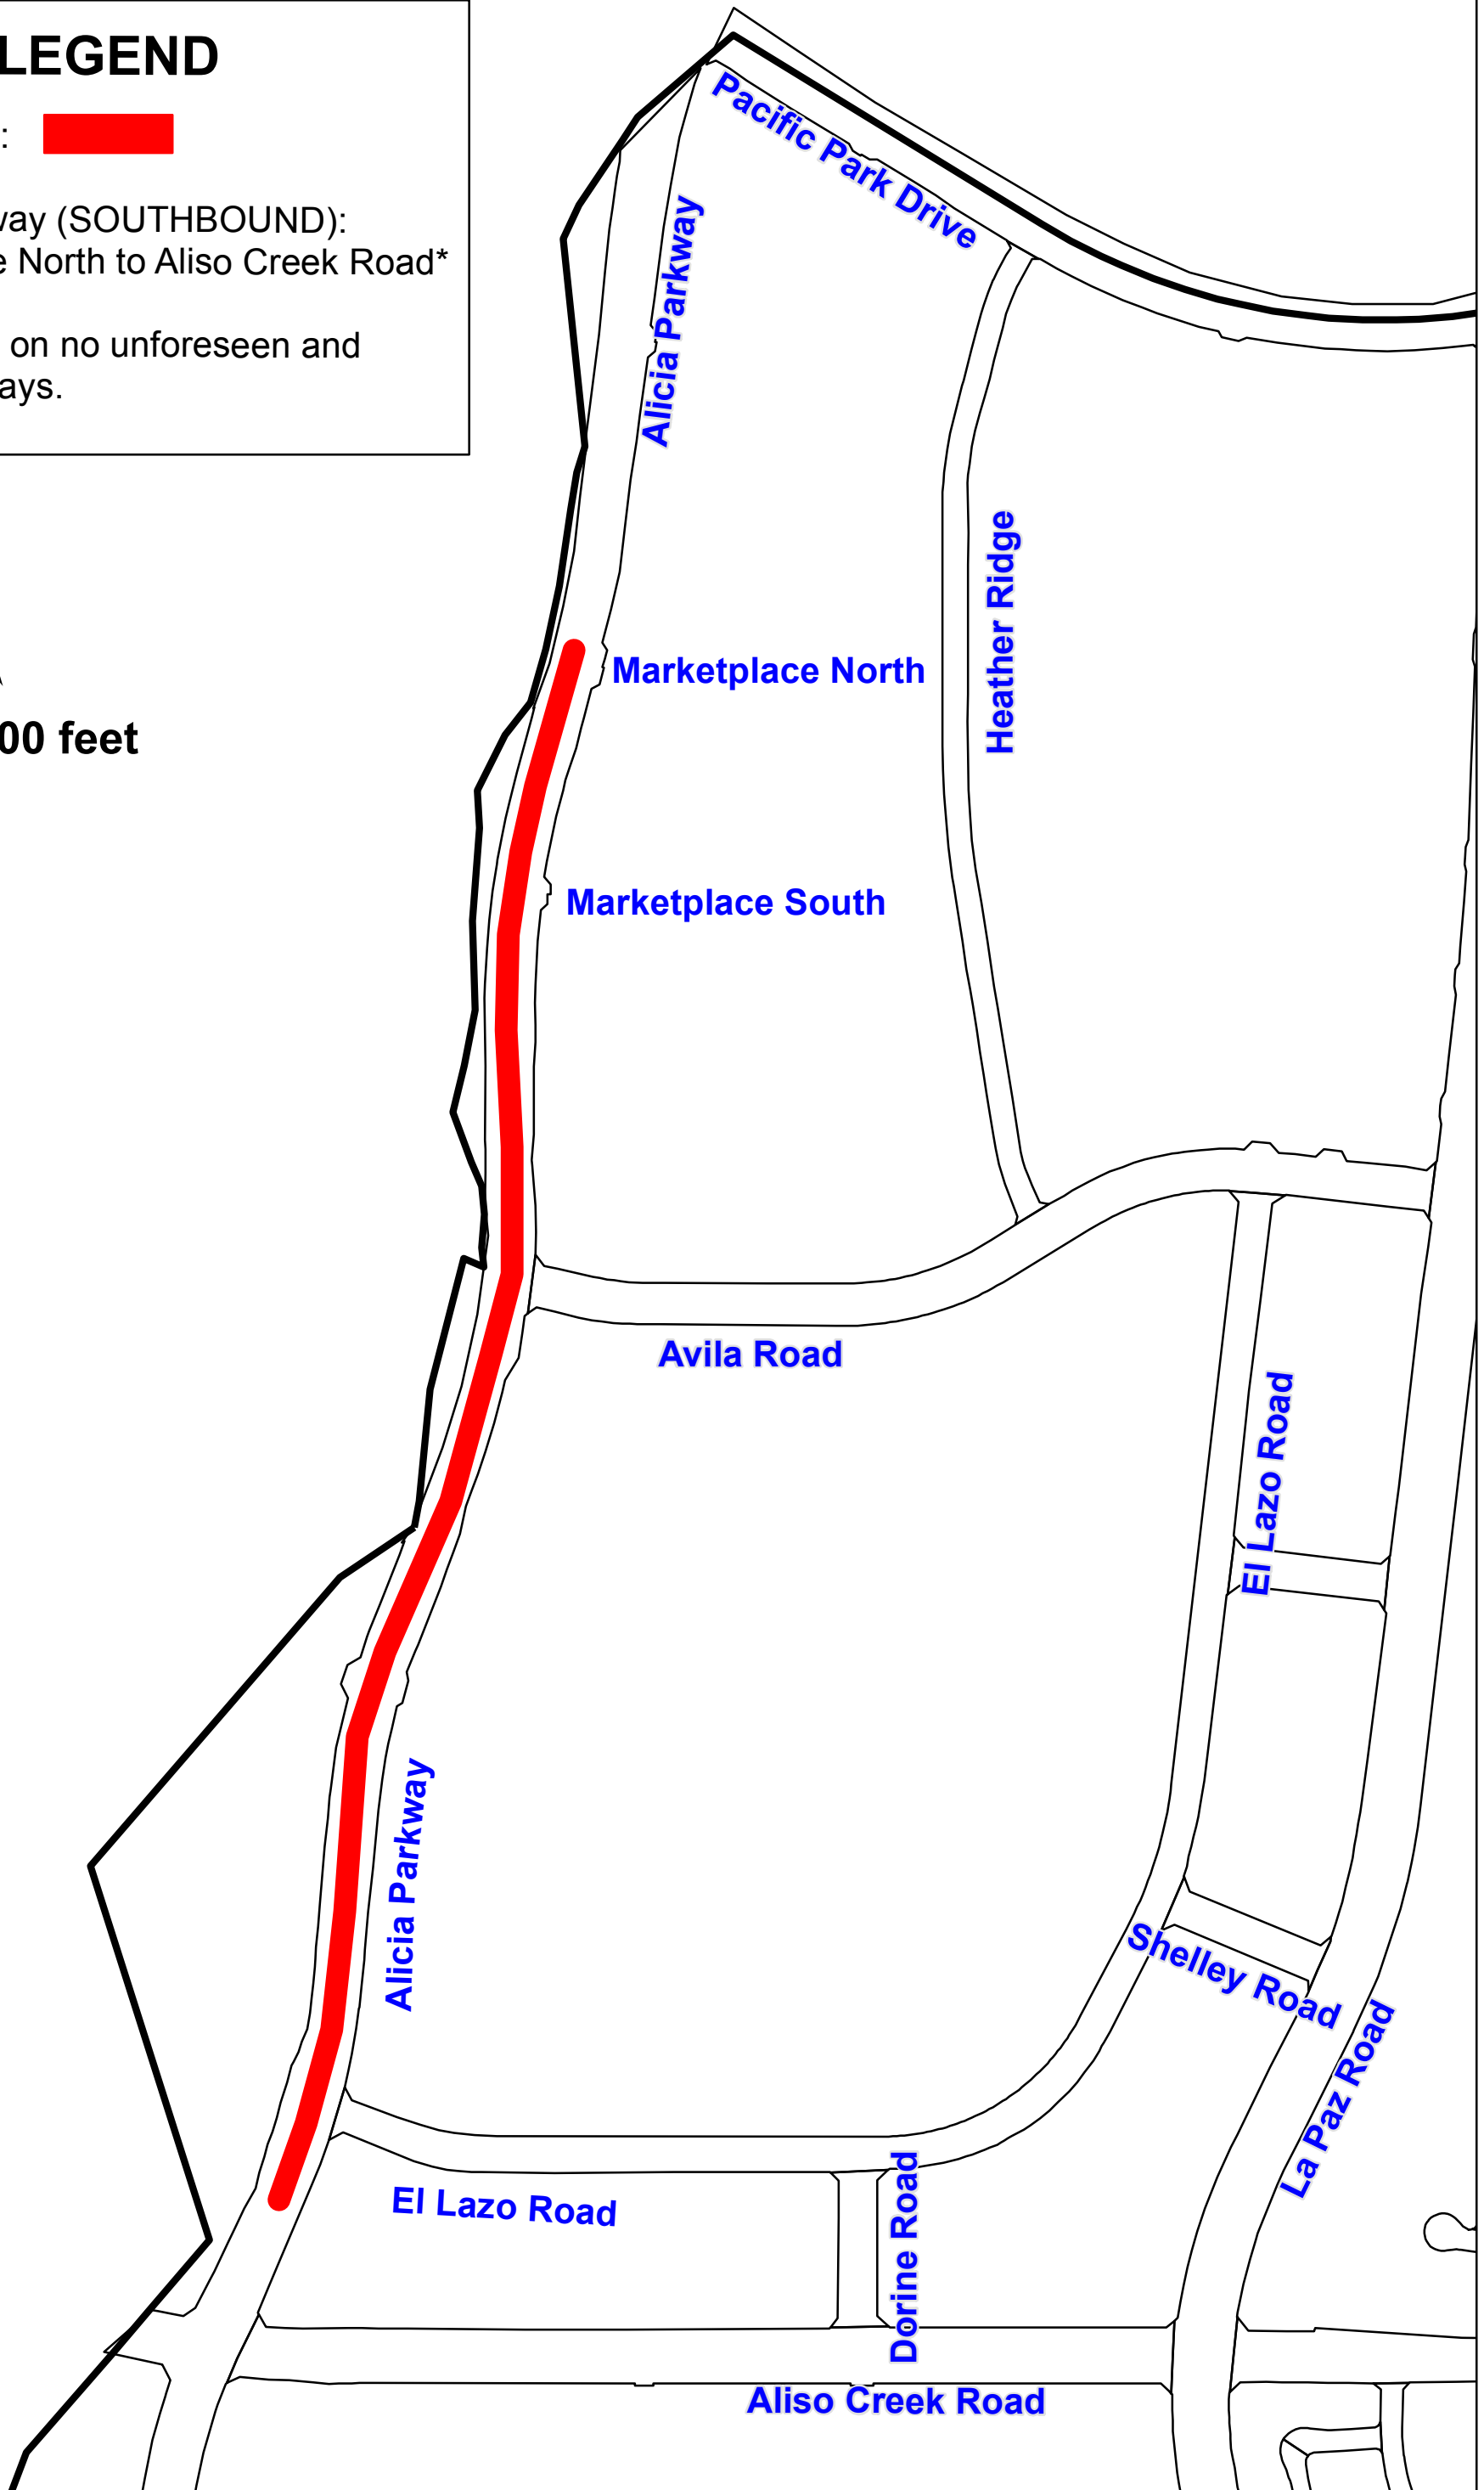 LEGEND
:
way (SOUTHBOUND):
e North to Aliso Creek Road*
on no unforeseen and
ays.
00 feet
Pacific Park Drive
Alicia Parkway
Heather Ridge
Marketplace North
Marketplace South
Avila Road
El Lazo Road
Alicia Parkway
Shelley Road
La Paz Road
El Lazo Road
Dorine Road
Aliso Creek Road